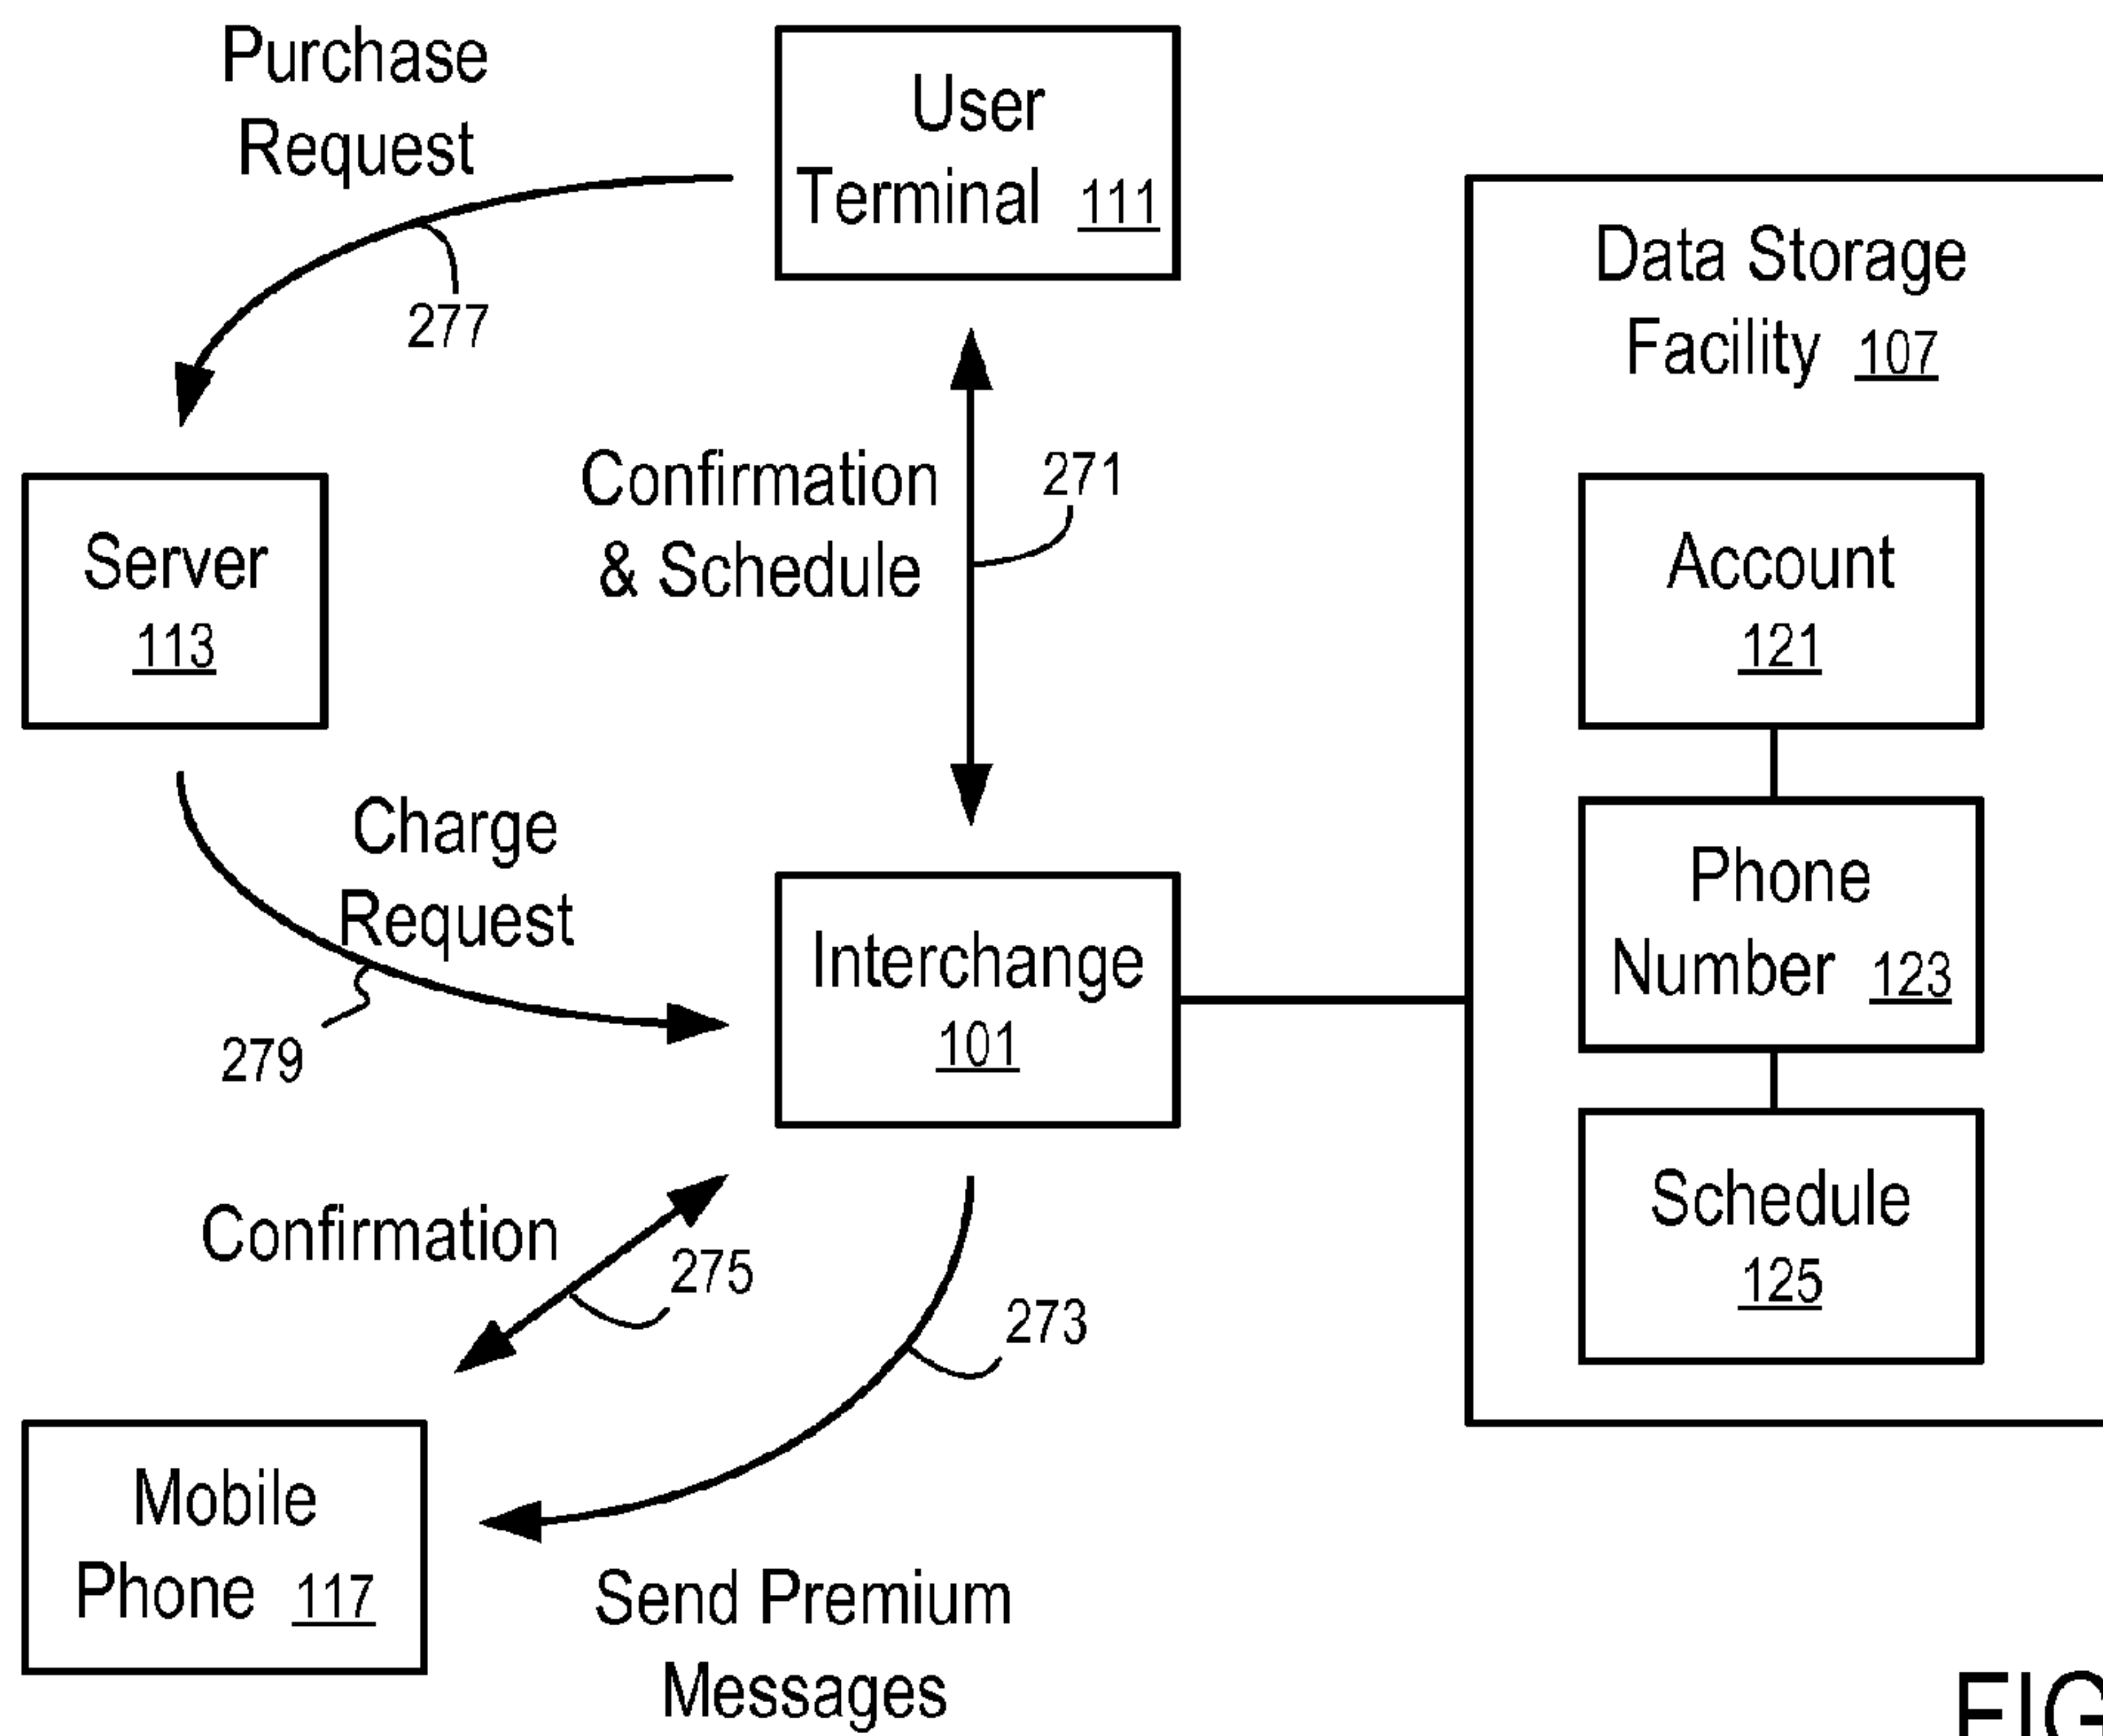 Purchase
Request
277
User
Terminal 111
Data Storage
Facility 107
Server
113
Confirmation
& Schedule
271
Account
121
Charge
Request
279
Interchange
101
Phone
Number 123
Confirmation
275
273
Schedule
125
Mobile
Phone 117
Send Premium
Messages
FIG